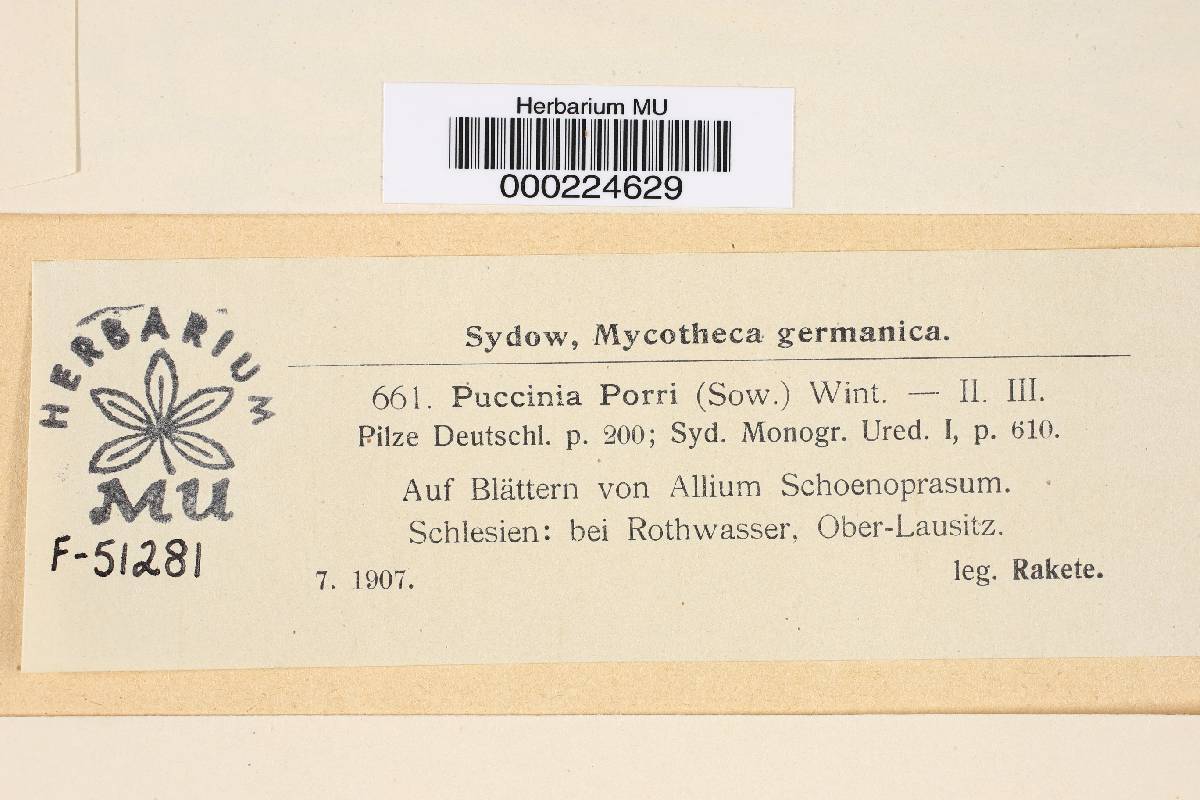 Herbarium MU
000224629
HERBARIUM
MU
F-51281
Sydow, Mycotheca germanica.
661. Puccinia Porri (Sow.) Wint. — II. III.
Pilze Deutschl. p. 200; Syd. Monogr. Ured. I, p. 610.
Auf Blättern von Allium Schoenoprasum.
Schlesien: bei Rothwasser, Ober-Lausitz.
7. 1907. leg. Rakete.